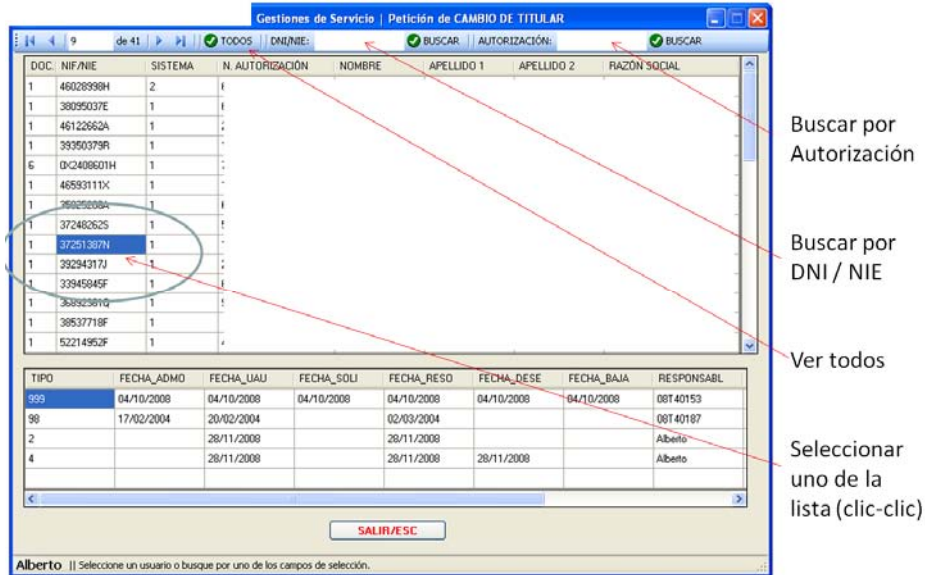 Gestiones de Servicio | Petición de CAMBIO DE TITULAR
9 de 41 TODOS DNI/NIE: BUSCAR AUTORIZACIÓN: BUSCAR
DOC. NIF/NIE SISTEMA N. AUTORIZACIÓN NOMBRE APELLIDO 1 APELLIDO 2 RAZÓN SOCIAL
1 46028998H 2
1 38095037E 1
1 46122662A 1
1 39350379R 1
6 0X2408601H 1
1 46593111X 1
1 35025208A 1
1 37248262S 1
1 37251387N 1
1 39294317J 1
1 33945845F 1
1 36892381Q 1
1 38537718F 1
1 52214952F 1
Buscar por
Autorización
Buscar por
DNI / NIE
Ver todos
TIPO FECHA_ADMO FECHA_UAU FECHA_SOLI FECHA_RESO FECHA_DESE FECHA_BAJA RESPONSABL
999 04/10/2008 04/10/2008 04/10/2008 04/10/2008 04/10/2008 04/10/2008 08T40153
98 17/02/2004 20/02/2004 02/03/2004 08T40187
2 28/11/2008 28/11/2008 Alberto
4 28/11/2008 28/11/2008 28/11/2008 Alberto
Seleccionar
uno de la
lista (clic-clic)
SALIR/ESC
Alberto || Seleccione un usuario o busque por uno de los campos de selección.